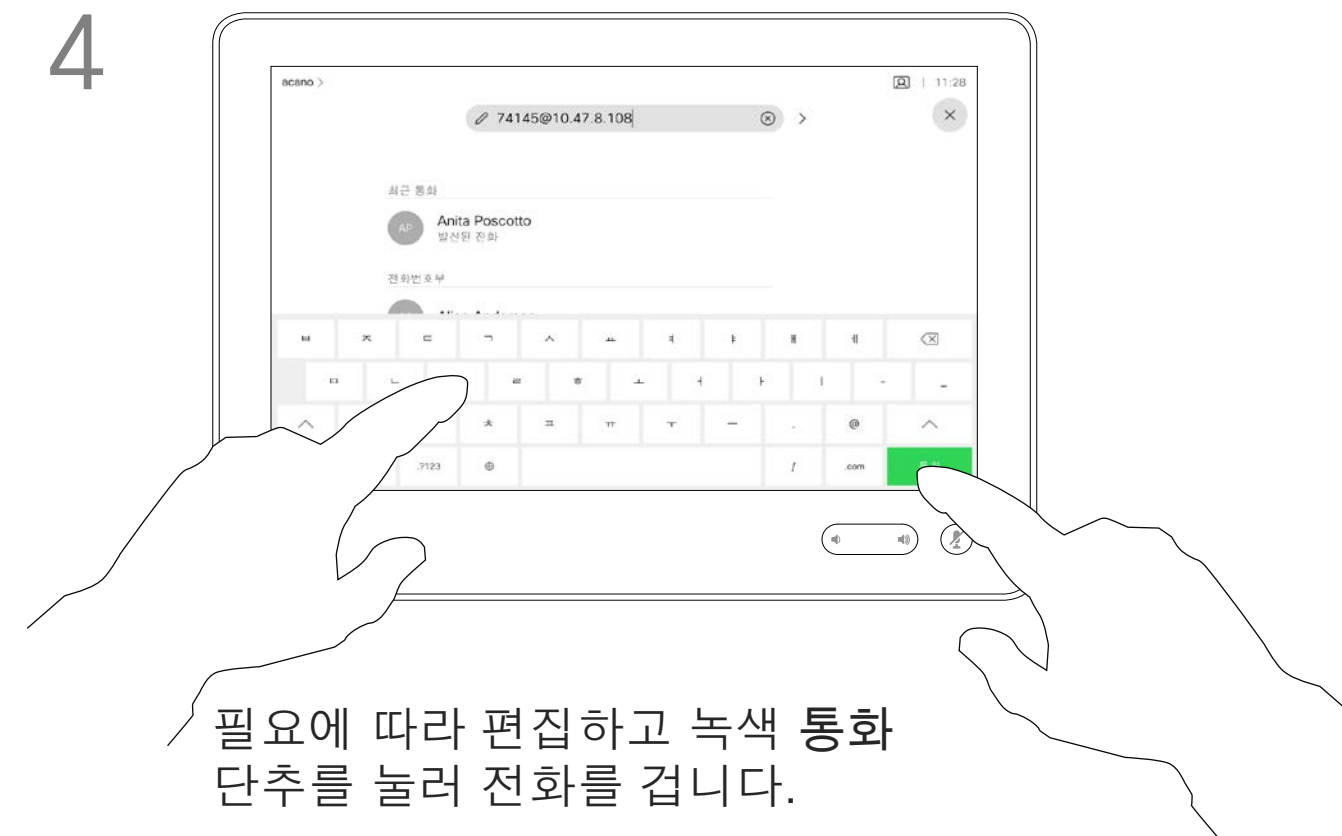 4
acano >
11:28
74145@10.47.8.108
최근 통화
AP
Anita Poscotto
발신된 전화
전화번호부
ㅂ ㅈ ㄷ ㄱ ㅅ ㅛ ㅕ ㅑ ㅐ ㅔ
ㅁ ㄴ ㄹ ㅎ ㅗ ㅓ ㅏ ㅣ - _
ㅊ ㅍ ㅠ ㅜ ㅡ . @
.?123 / .com
필요에 따라 편집하고 녹색 통화
단추를 눌러 전화를 겁니다.